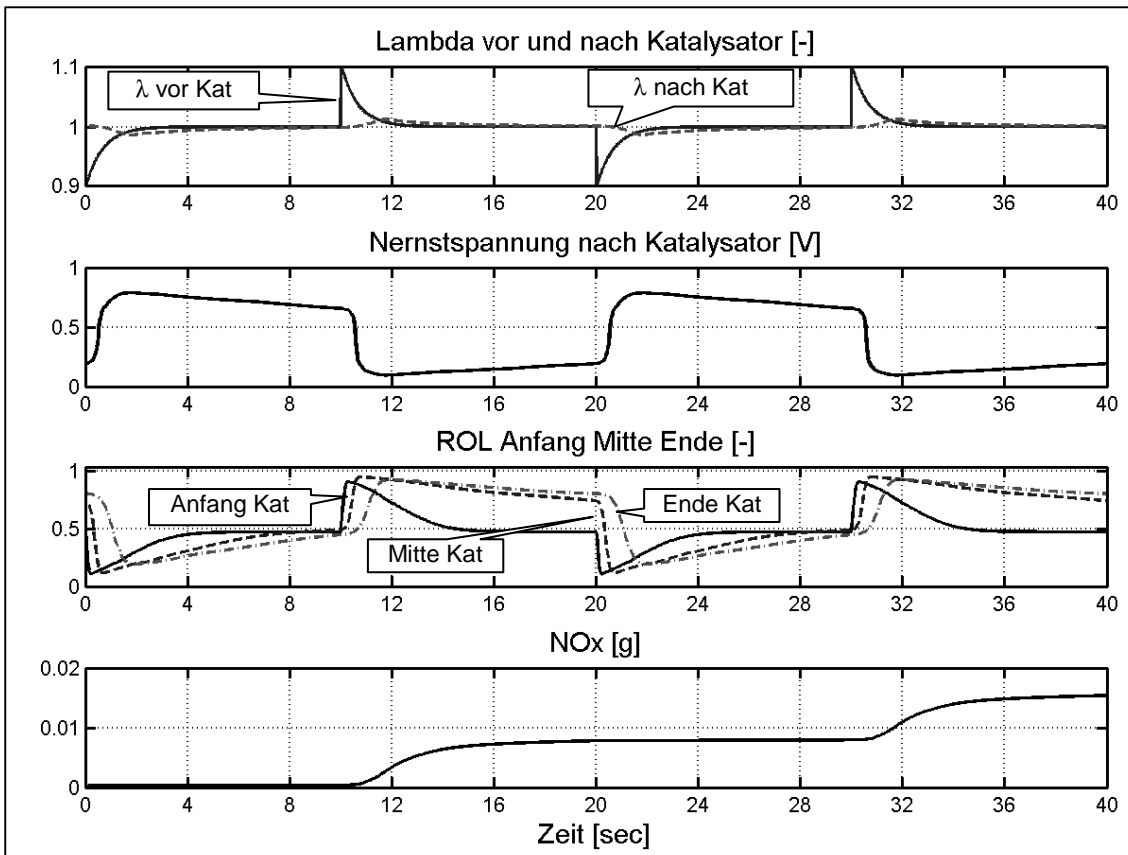 Lambda vor und nach Katalysator [-]
1.1
λ vor Kat
λ nach Kat
1
0.9
0 4 8 12 16 20 24 28 32 36 40
Nernstspannung nach Katalysator [V]
1
0.5
0
0 4 8 12 16 20 24 28 32 36 40
ROL Anfang Mitte Ende [-]
1
Anfang Kat
Ende Kat
0.5
Mitte Kat
0
0 4 8 12 16 20 24 28 32 36 40
NOx [g]
0.02
0.01
0
0 4 8 12 16 20 24 28 32 36 40
Zeit [sec]